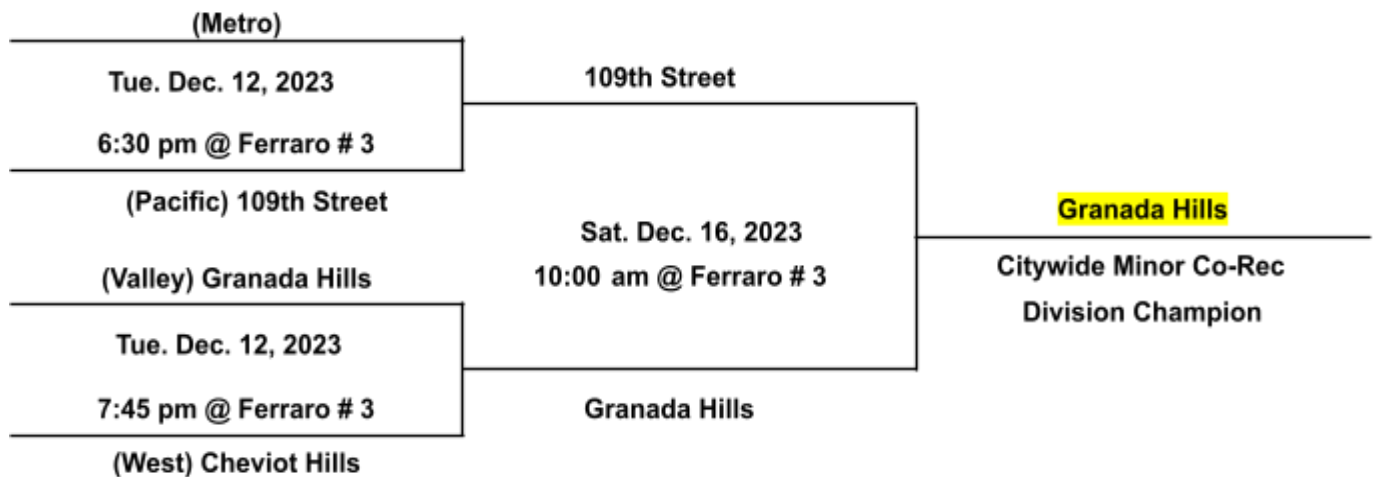 (Metro)
Tue. Dec. 12, 2023
6:30 pm @ Ferraro # 3
(Pacific) 109th Street
(Valley) Granada Hills
Tue. Dec. 12, 2023
7:45 pm @ Ferraro # 3
(West) Cheviot Hills
109th Street
Sat. Dec. 16, 2023
10:00 am @ Ferraro # 3
Granada Hills
Granada Hills
Citywide Minor Co-Rec
Division Champion